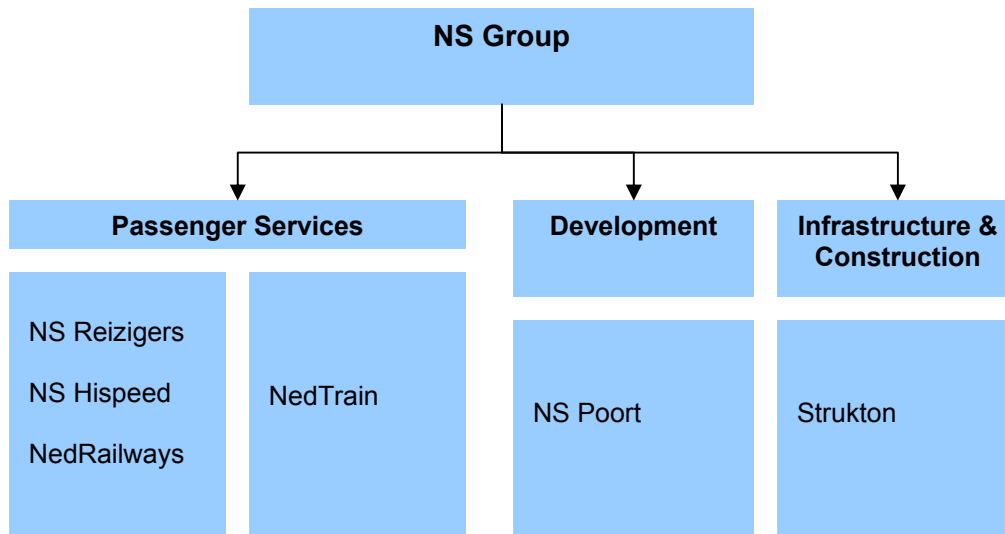 NS Group
Passenger Services
Development
Infrastructure &
Construction
NS Reizigers
NS Hispeed
NedRailways
NedTrain
NS Poort
Strukton